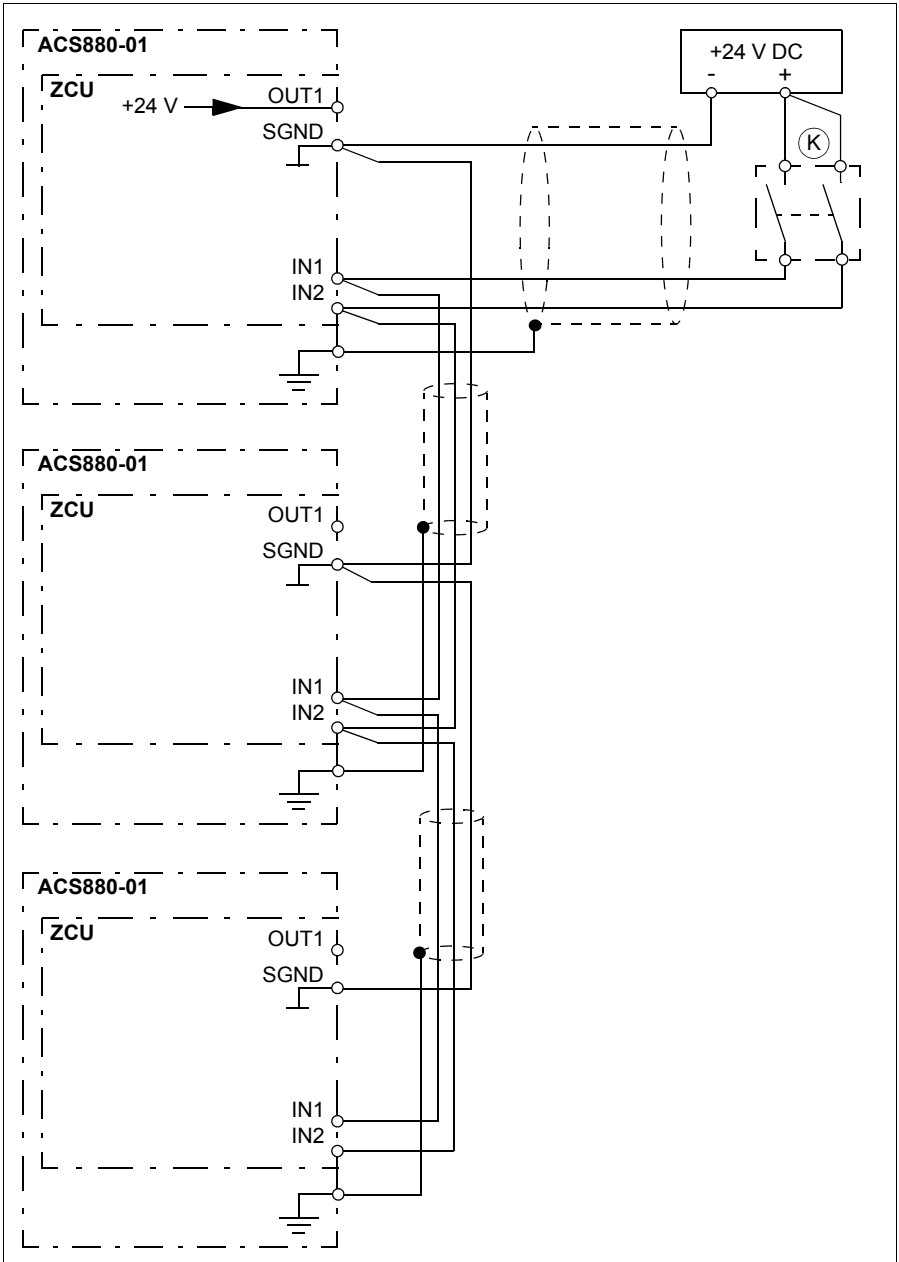 ACS880-01
ZCU
+24 V
OUT1
SGND
IN1
IN2
+24 V DC
- +
K
ACS880-01
ZCU
OUT1
SGND
IN1
IN2
ACS880-01
ZCU
OUT1
SGND
IN1
IN2